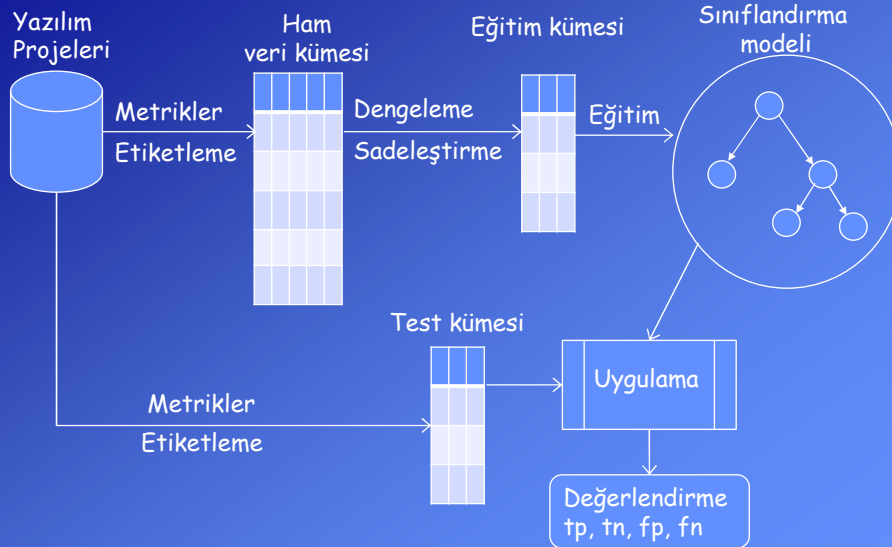 Yazılım
Projeleri
Ham
veri kümesi
Eğitim kümesi
Sınıflandırma
modeli
Metrikler
Etiketleme
Dengeleme
Sadeleştirme
Eğitim
Test kümesi
Metrikler
Etiketleme
Uygulama
Değerlendirme
tp, tn, fp, fn